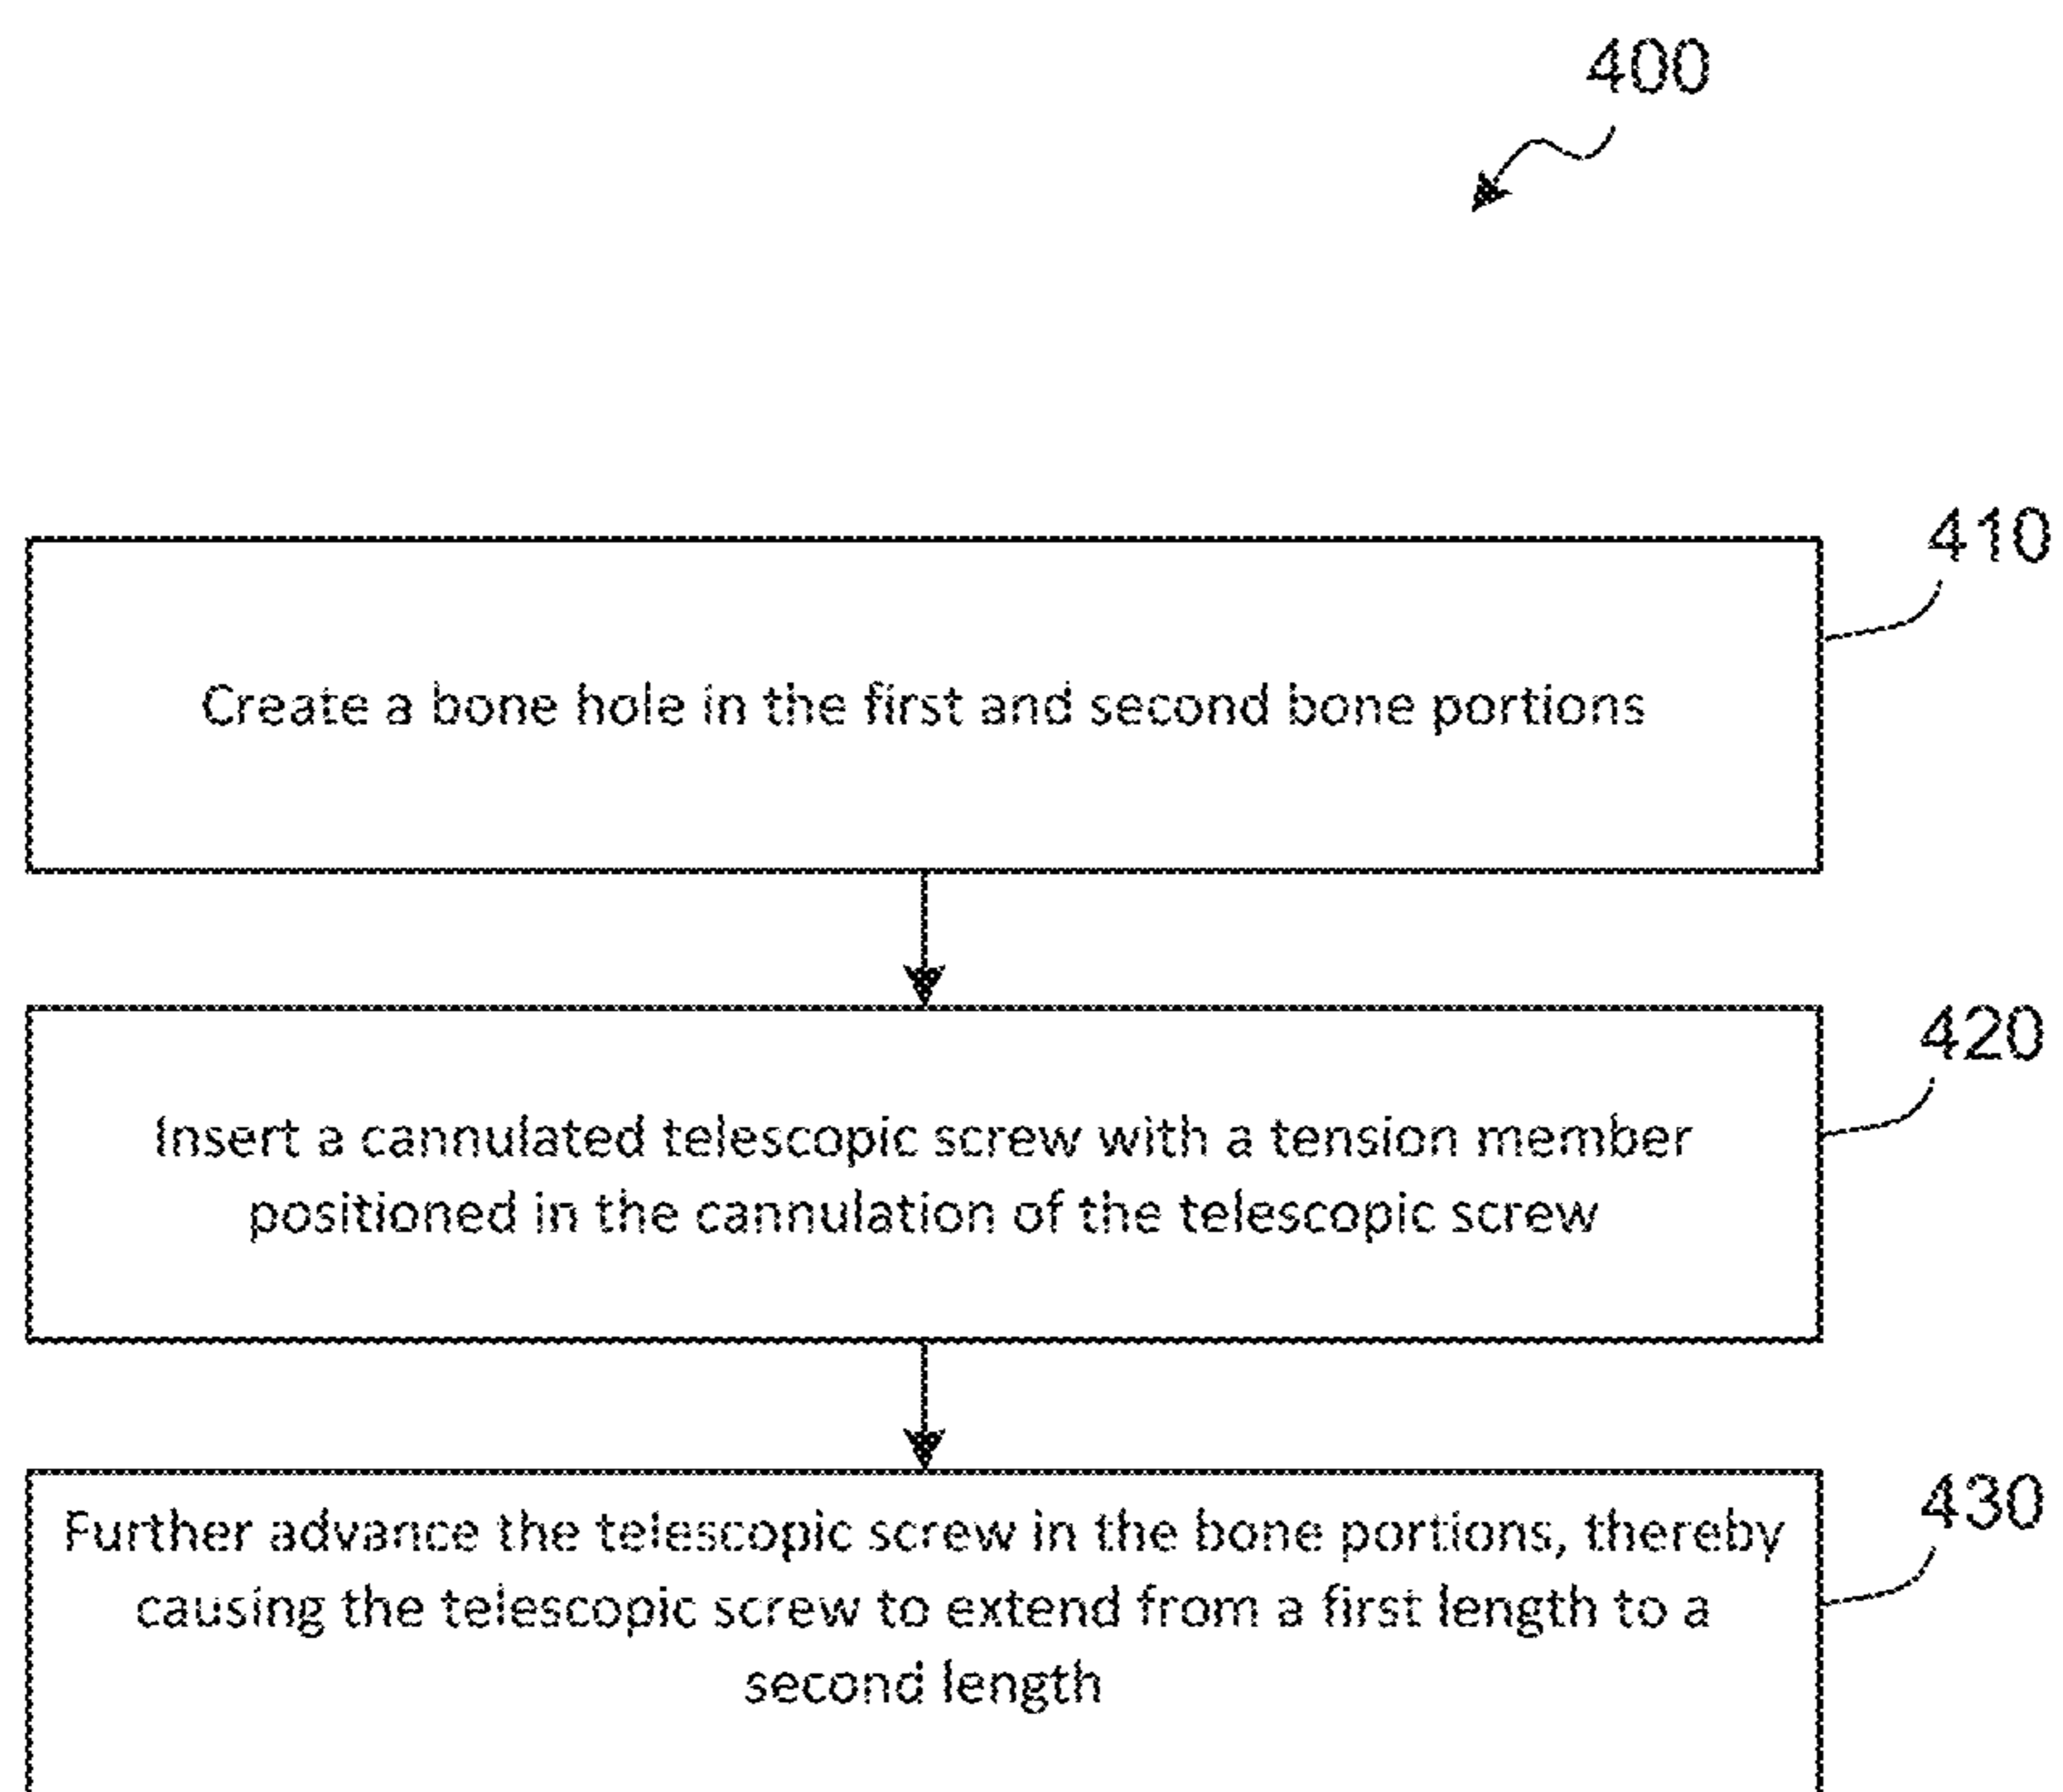 400
410
Create a bone hole in the first and second bone portions
420
Insert a cannulated telescopic screw with a tension member
positioned in the cannulation of the telescopic screw
430
Further advance the telescopic screw in the bone portions, thereby
causing the telescopic screw to extend from a first length to a
second length